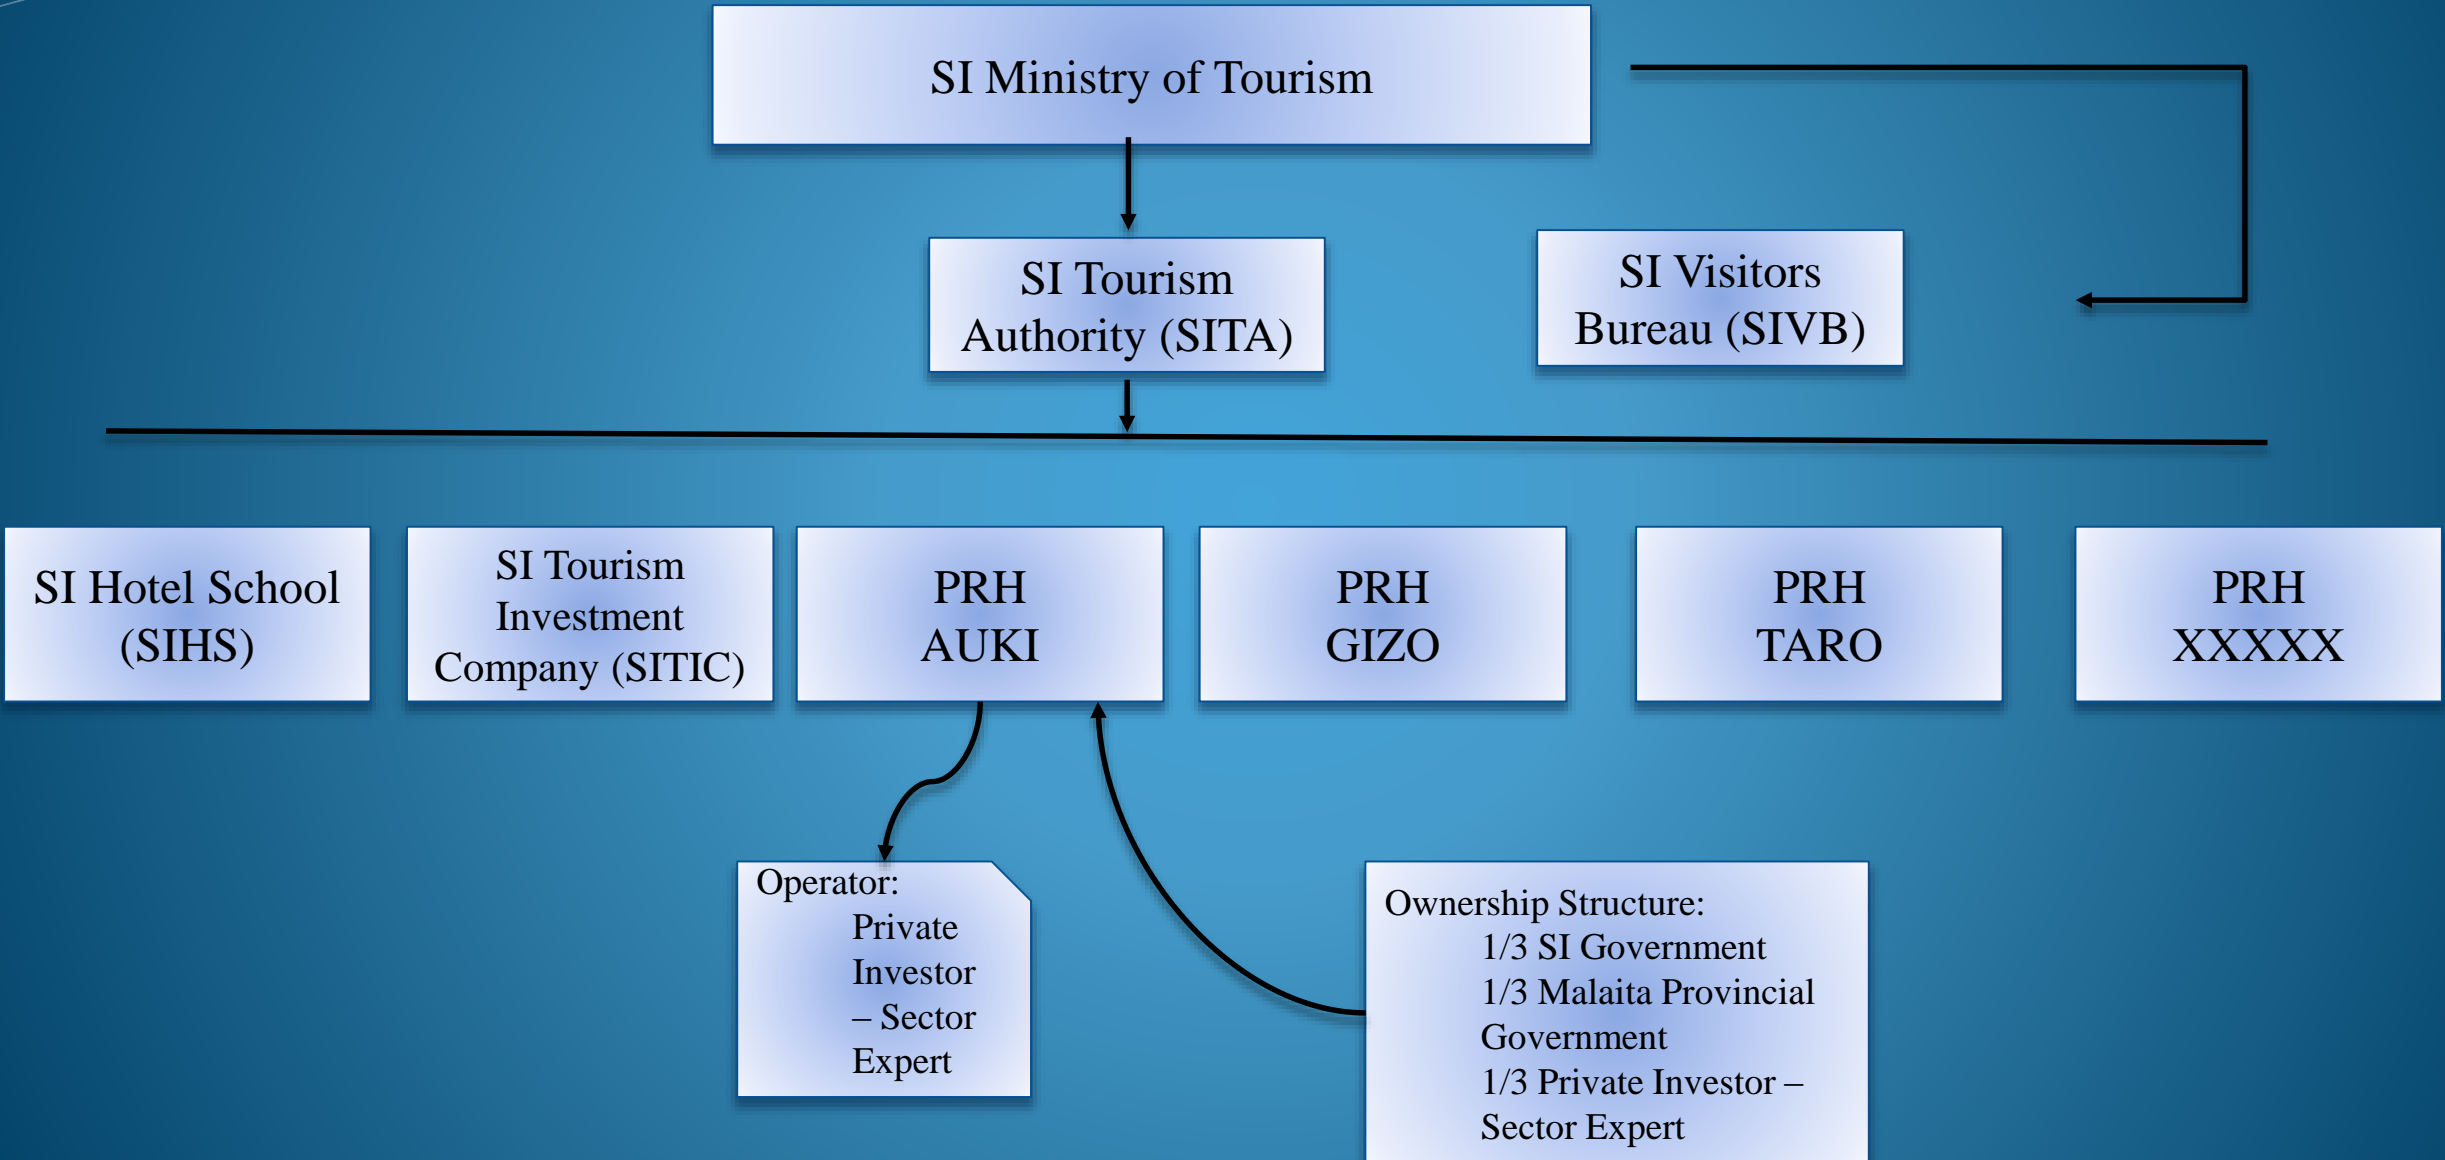 SI Ministry of Tourism
SI Tourism
Authority (SITA)
SI Visitors
Bureau (SIVB)
SI Hotel School
(SIHS)
SI Tourism
Investment
Company (SITIC)
PRH
AUKI
PRH
GIZO
PRH
TARO
PRH
XXXXX
Operator:
Private
Investor
– Sector
Expert
Ownership Structure:
1/3 SI Government
1/3 Malaita Provincial
Government
1/3 Private Investor –
Sector Expert